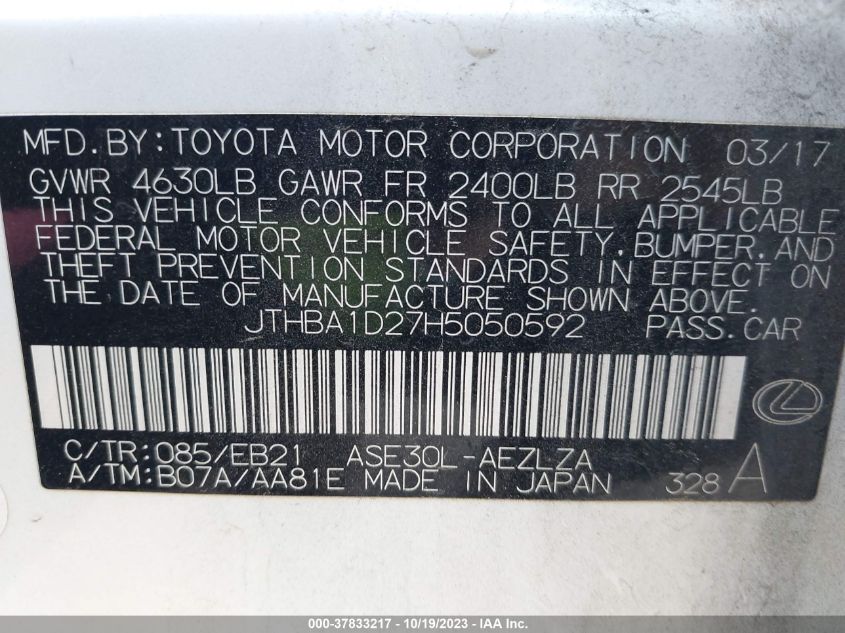 MFD.BY:TOYOTA MOTOR CORPORATION 03/17
GVWR 4630LB GAWR FR 2400LB RR 2545LB
THIS VEHICLE CONFORMS TO ALL APPLICABLE
FEDERAL MOTOR VEHICLE SAFETY,BUMPER,AND
THEFT PREVENTION STANDARDS IN EFFECT ON
THE DATE OF MANUFACTURE SHOWN ABOVE.
JTHBA1D27H5050592 PASS.CAR
C/TR:085/EB21 ASE30L-AEZLZA
A/TM:B07A/AA81E MADE IN JAPAN 328 A
000-37833217 - 10/19/2023 - IAA Inc.